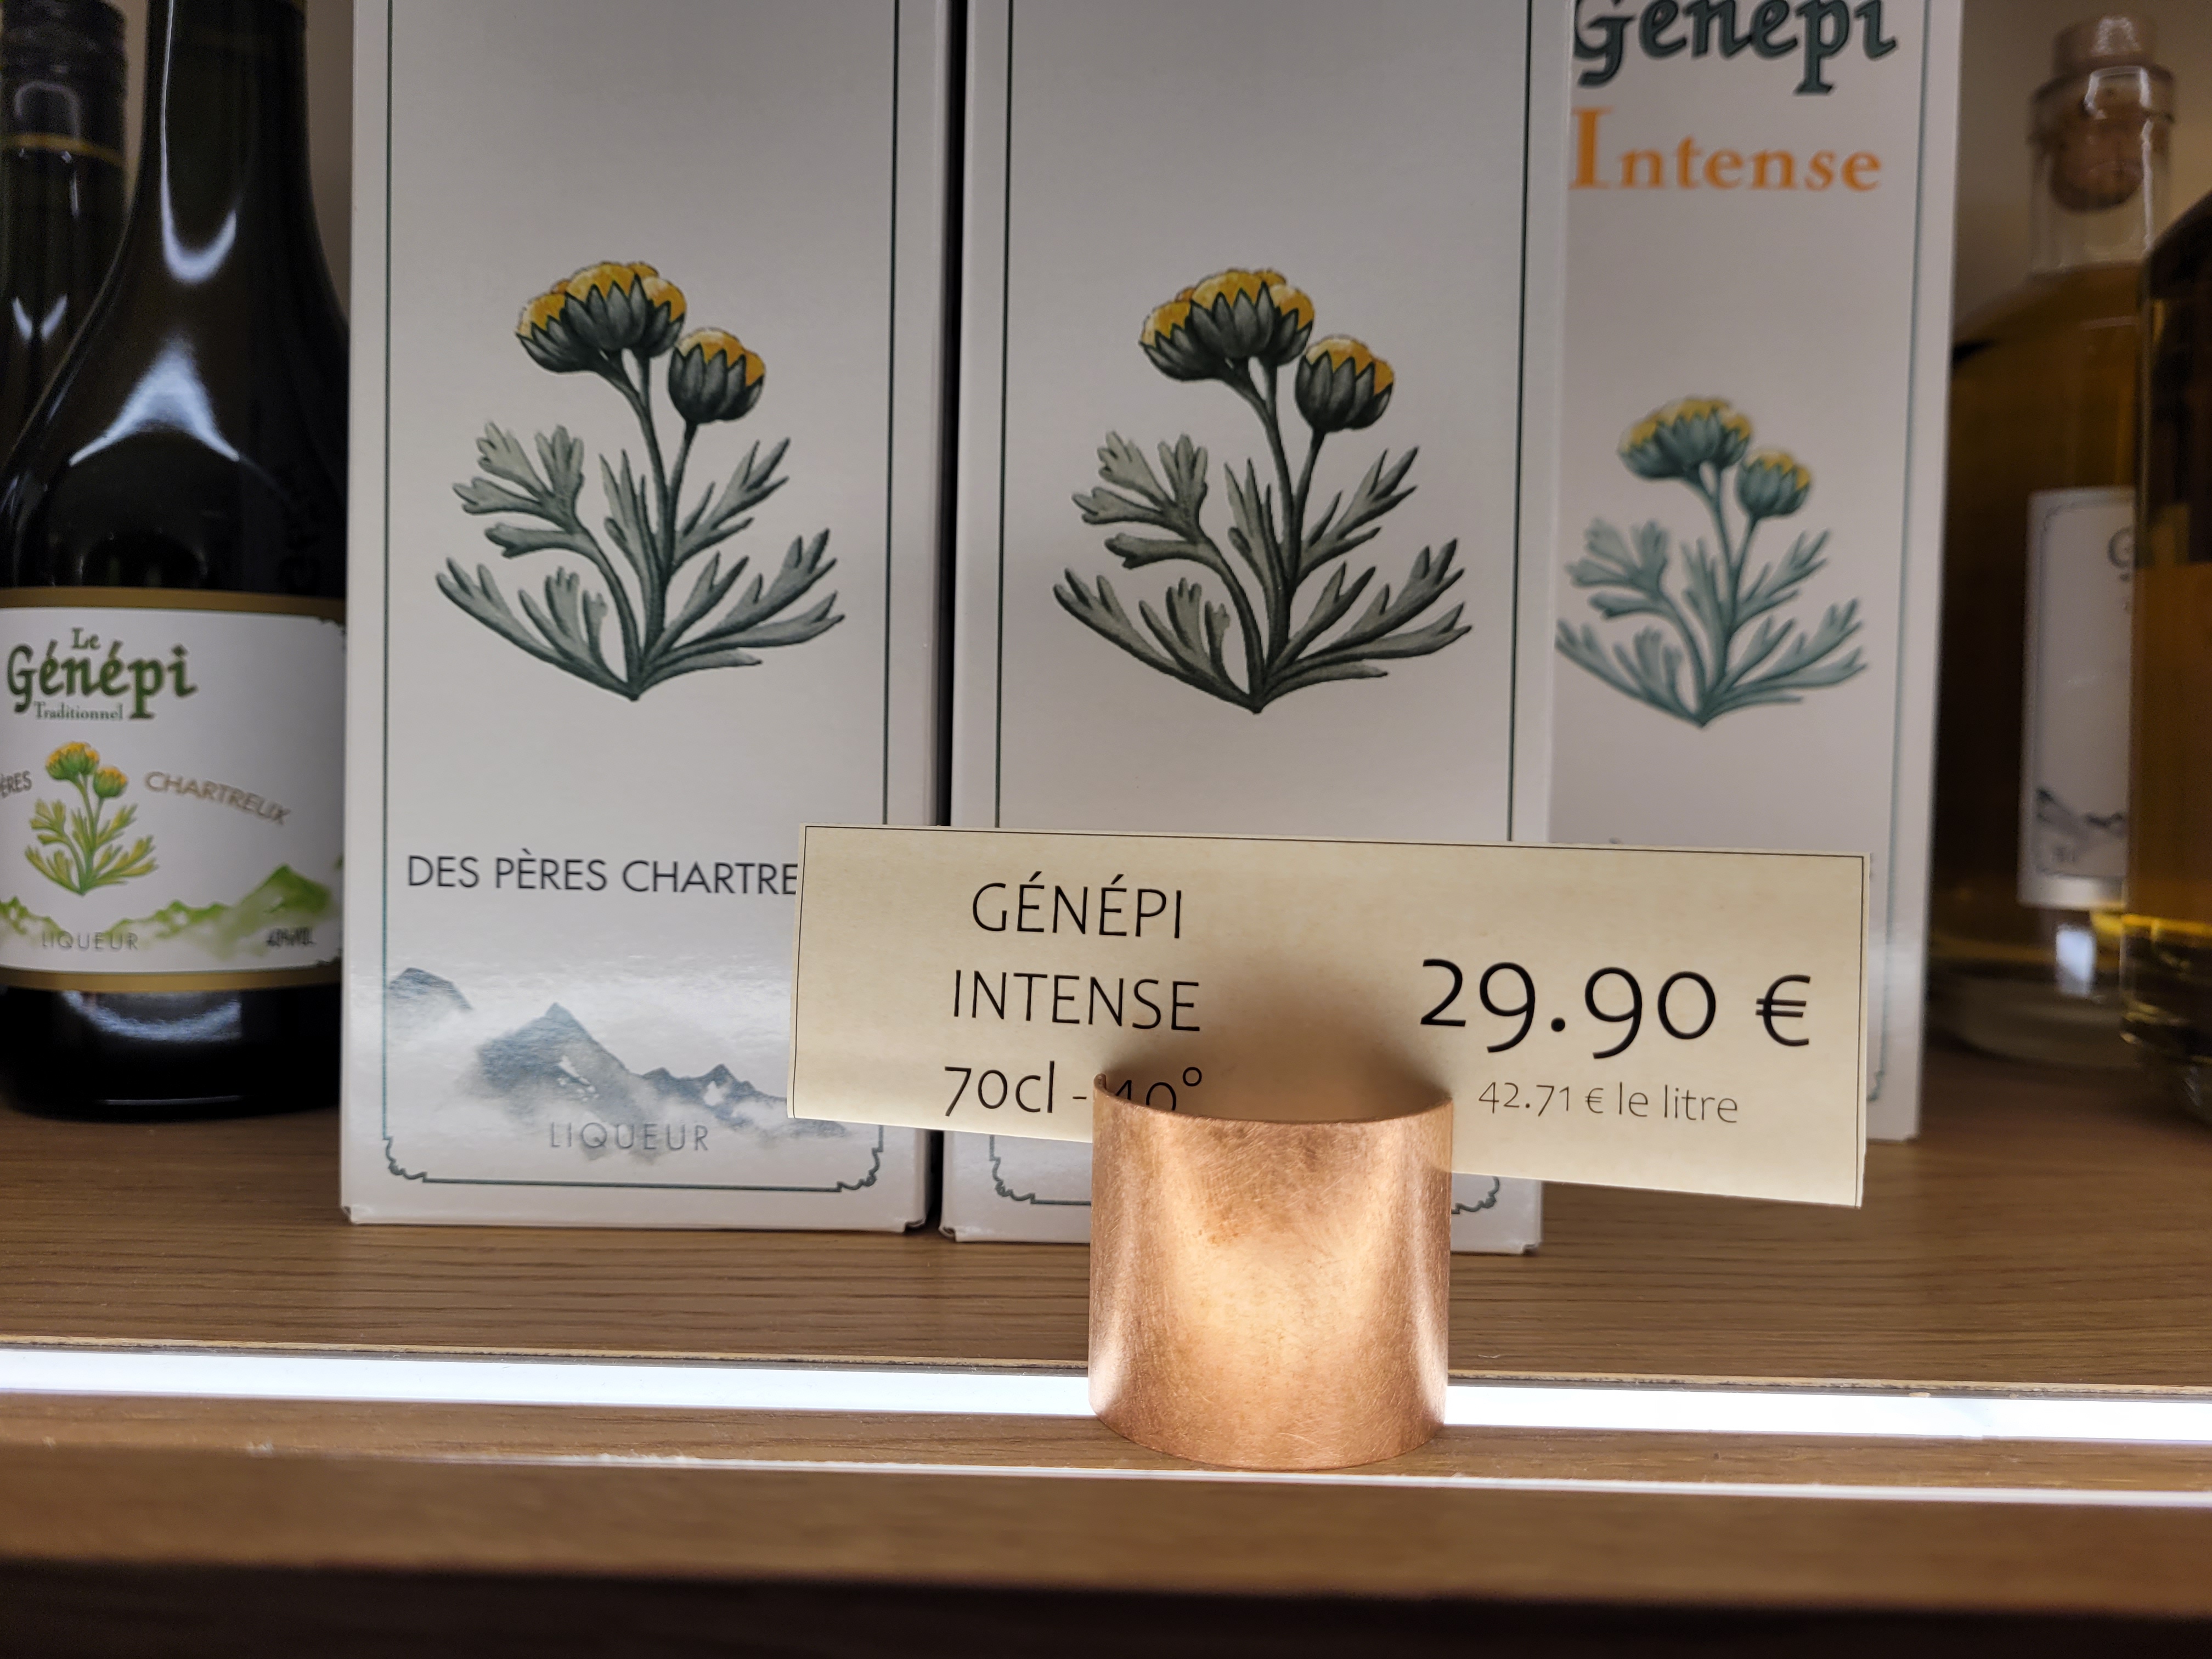 Le
Génépi
Traditionnel
CHARTREUX
LIQUEUR
DES PÈRES CHARTRE
LIQUEUR
Génépi
Intense
GÉNÉPI
INTENSE
70cl - 40°
29.90 €
42.71 € le litre